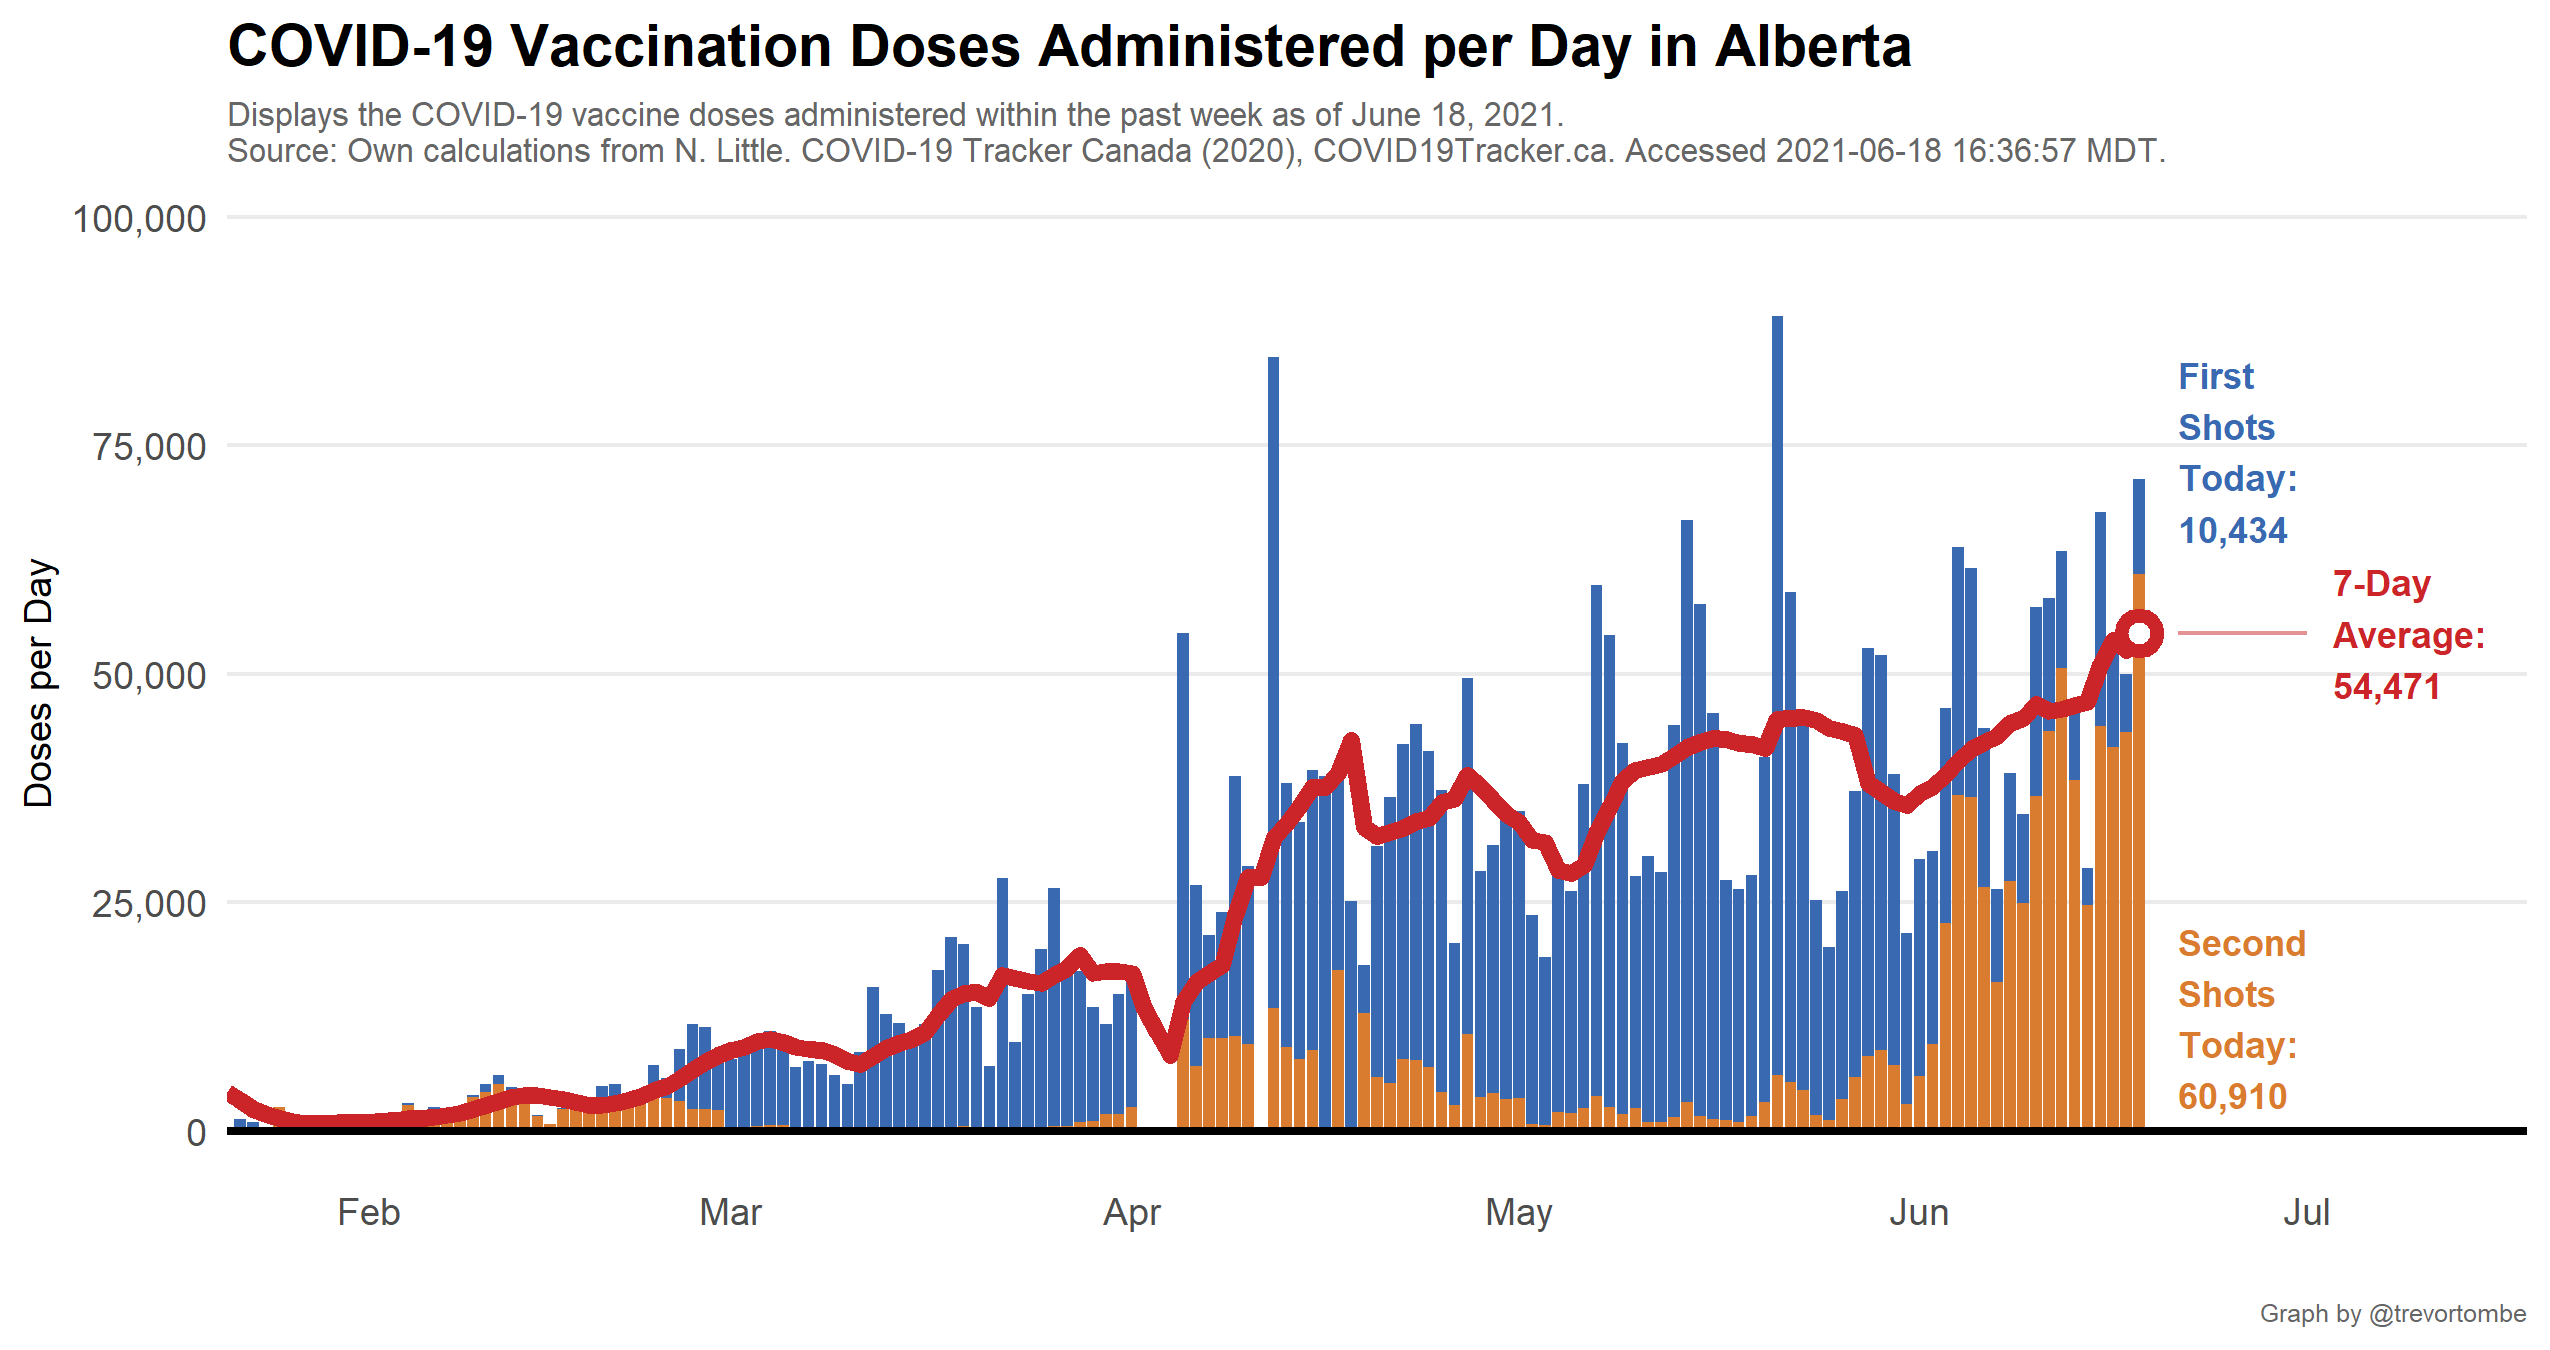 COVID-19 Vaccination Doses Administered per Day in Alberta
Displays the COVID-19 vaccine doses administered within the past week as of June 18, 2021.
Source: Own calculations from N. Little. COVID-19 Tracker Canada (2020), COVID19Tracker.ca. Accessed 2021-06-18 16:36:57 MDT.
Doses per Day
100,000
75,000
50,000
25,000
0
First
Shots
Today:
10,434
7-Day
Average:
54,471
Second
Shots
Today:
60,910
Feb
Mar
Apr
May
Jun
Jul
Graph by @trevortombe